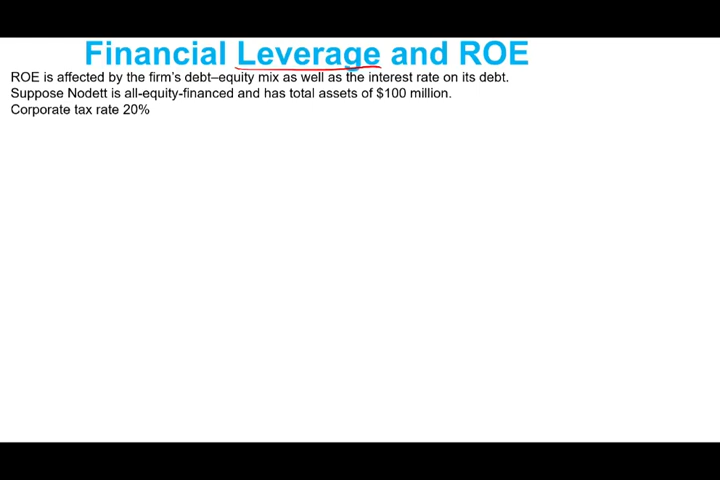 Financial Leverage and ROE
ROE is affected by the firm's debt–equity mix as well as the interest rate on its debt.
Suppose Nodett is all-equity-financed and has total assets of $100 million.
Corporate tax rate 20%